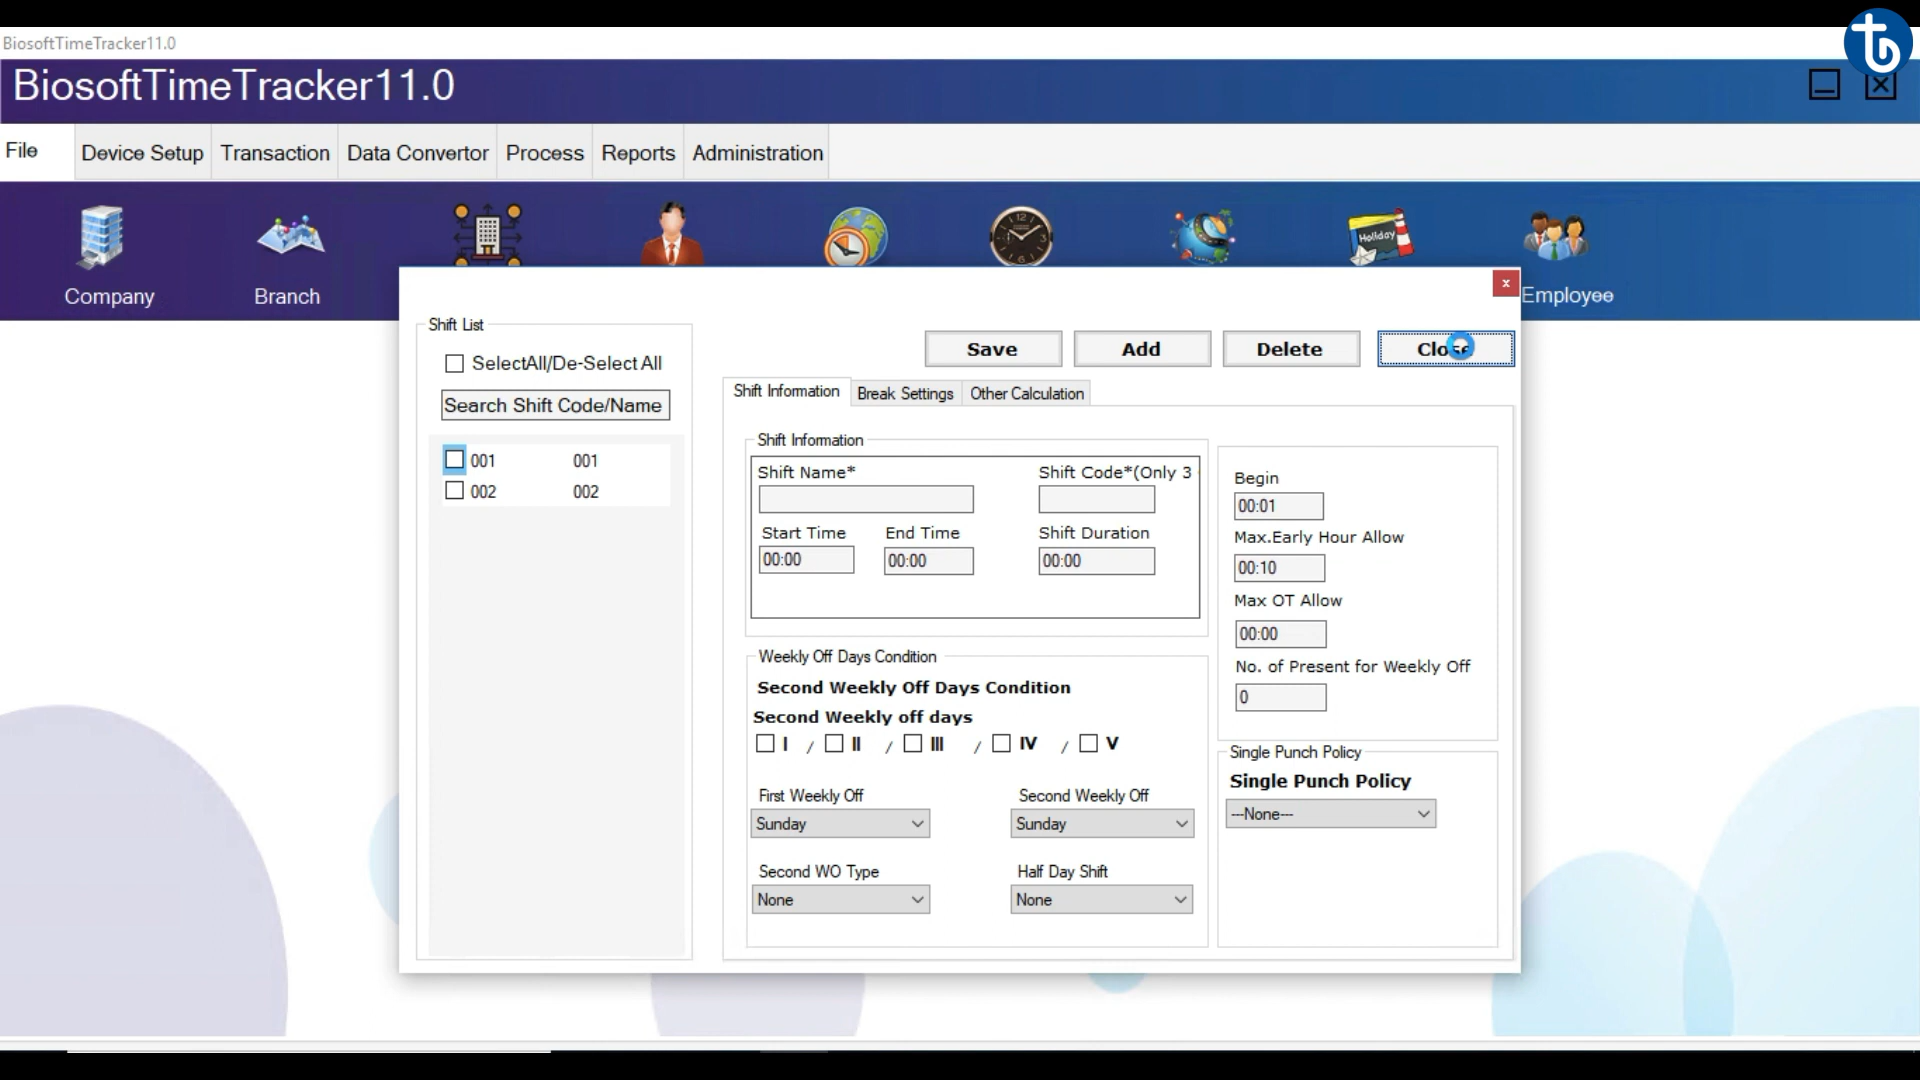 BiosoftTimeTracker11.0
BiosoftTimeTracker11.0
File Device Setup Transaction Data Convertor Process Reports Administration
Holiday
Company Branch Employee
x
Shift List
SelectAll/De-Select All
Search Shift Code/Name
001 001
002 002
Save Add Delete Close
Shift Information Break Settings Other Calculation
Shift Information
Shift Name* Shift Code*(Only 3
Start Time End Time Shift Duration
00:00 00:00 00:00
Begin
00:01
Max.Early Hour Allow
00:10
Max OT Allow
00:00
No. of Present for Weekly Off
0
Weekly Off Days Condition
Second Weekly Off Days Condition
Second Weekly off days
I / II / III / IV / V
First Weekly Off Second Weekly Off
Sunday Sunday
Second WO Type Half Day Shift
None None
Single Punch Policy
Single Punch Policy
---None---